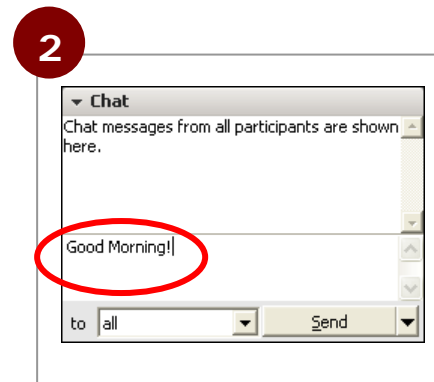 2
Chat
Chat messages from all participants are shown
here.
Good Morning!
to all Send